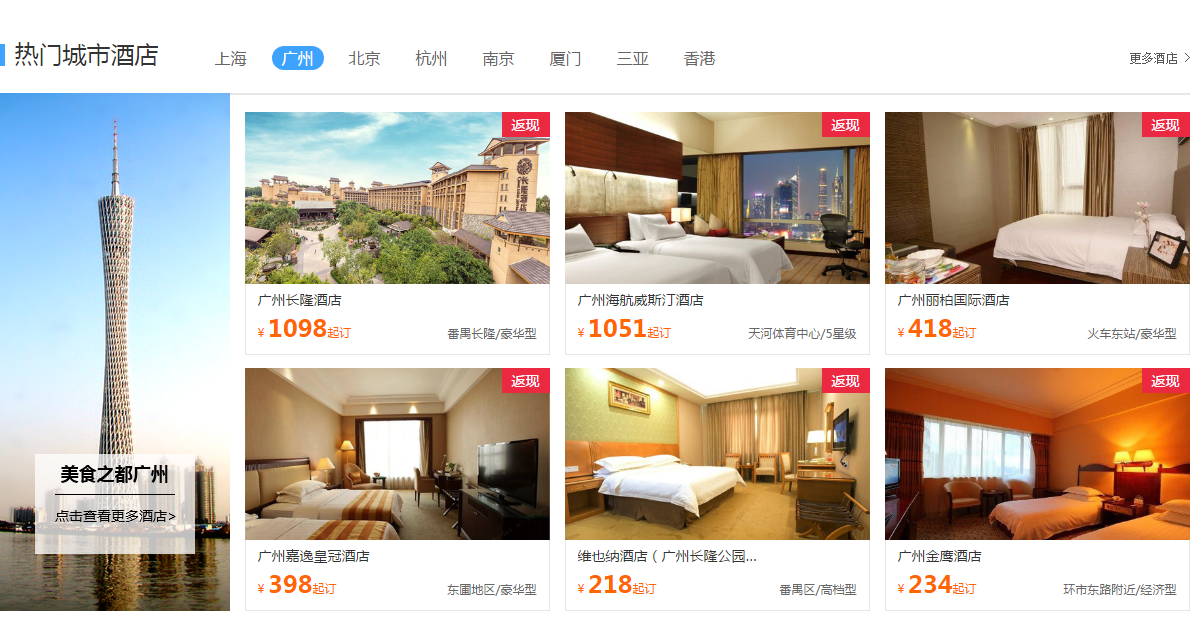 热门城市酒店
上海 广州 北京 杭州 南京 厦门 三亚 香港
更多酒店 >
美食之都广州
点击查看更多酒店>
返现
长隆酒店
广州长隆酒店
¥1098起订 番禺长隆/豪华型
返现
广州海航威斯汀酒店
¥1051起订 天河体育中心/5星级
返现
广州丽柏国际酒店
¥418起订 火车东站/豪华型
返现
广州嘉逸皇冠酒店
¥398起订 东圃地区/豪华型
返现
维也纳酒店（广州长隆公园...
¥218起订 番禺区/高档型
返现
广州金鹰酒店
¥234起订 环市东路附近/经济型